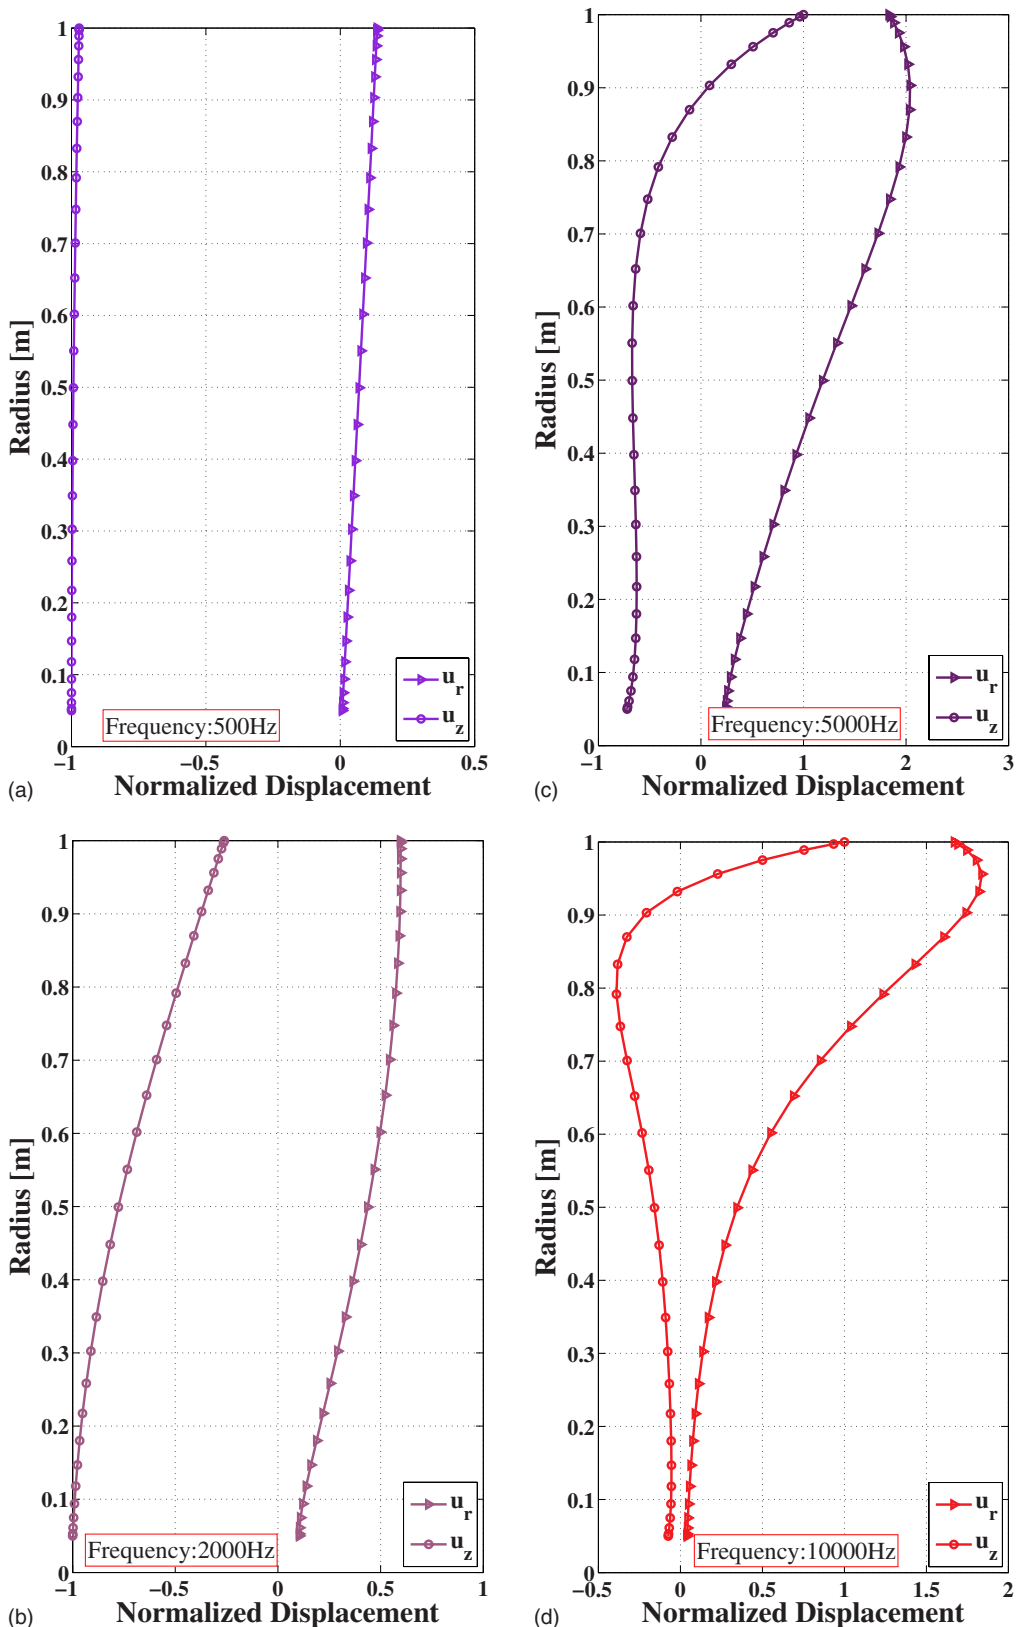 1
0.9
0.8
0.7
0.6
0.5
0.4
0.3
0.2
0.1
0
Radius [m]
u_r
u_z
Frequency:500Hz
−1 −0.5 0 0.5
(a) Normalized Displacement
1
0.9
0.8
0.7
0.6
0.5
0.4
0.3
0.2
0.1
0
Radius [m]
u_r
u_z
Frequency:5000Hz
−1 0 1 2 3
(c) Normalized Displacement
1
0.9
0.8
0.7
0.6
0.5
0.4
0.3
0.2
0.1
0
Radius [m]
u_r
u_z
Frequency:2000Hz
−1 −0.5 0 0.5 1
(b) Normalized Displacement
1
0.9
0.8
0.7
0.6
0.5
0.4
0.3
0.2
0.1
0
Radius [m]
u_r
u_z
Frequency:10000Hz
−0.5 0 0.5 1 1.5 2
(d) Normalized Displacement